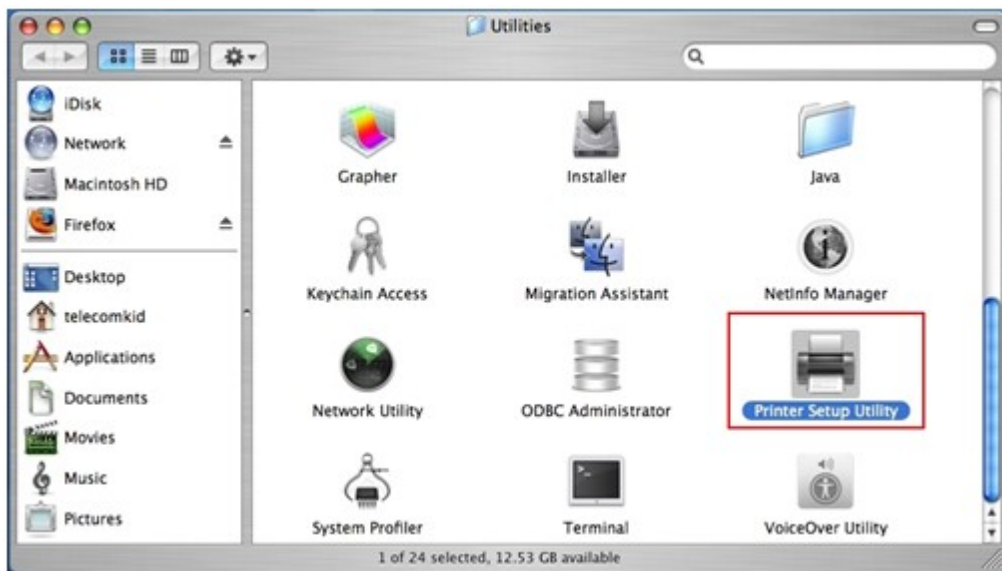 Utilities
iDisk
Network
Macintosh HD
Firefox
Desktop
telecomkid
Applications
Documents
Movies
Music
Pictures
Grapher
Installer
Java
Keychain Access
Migration Assistant
NetInfo Manager
Network Utility
ODBC Administrator
Printer Setup Utility
System Profiler
Terminal
VoiceOver Utility
1 of 24 selected, 12.53 GB available